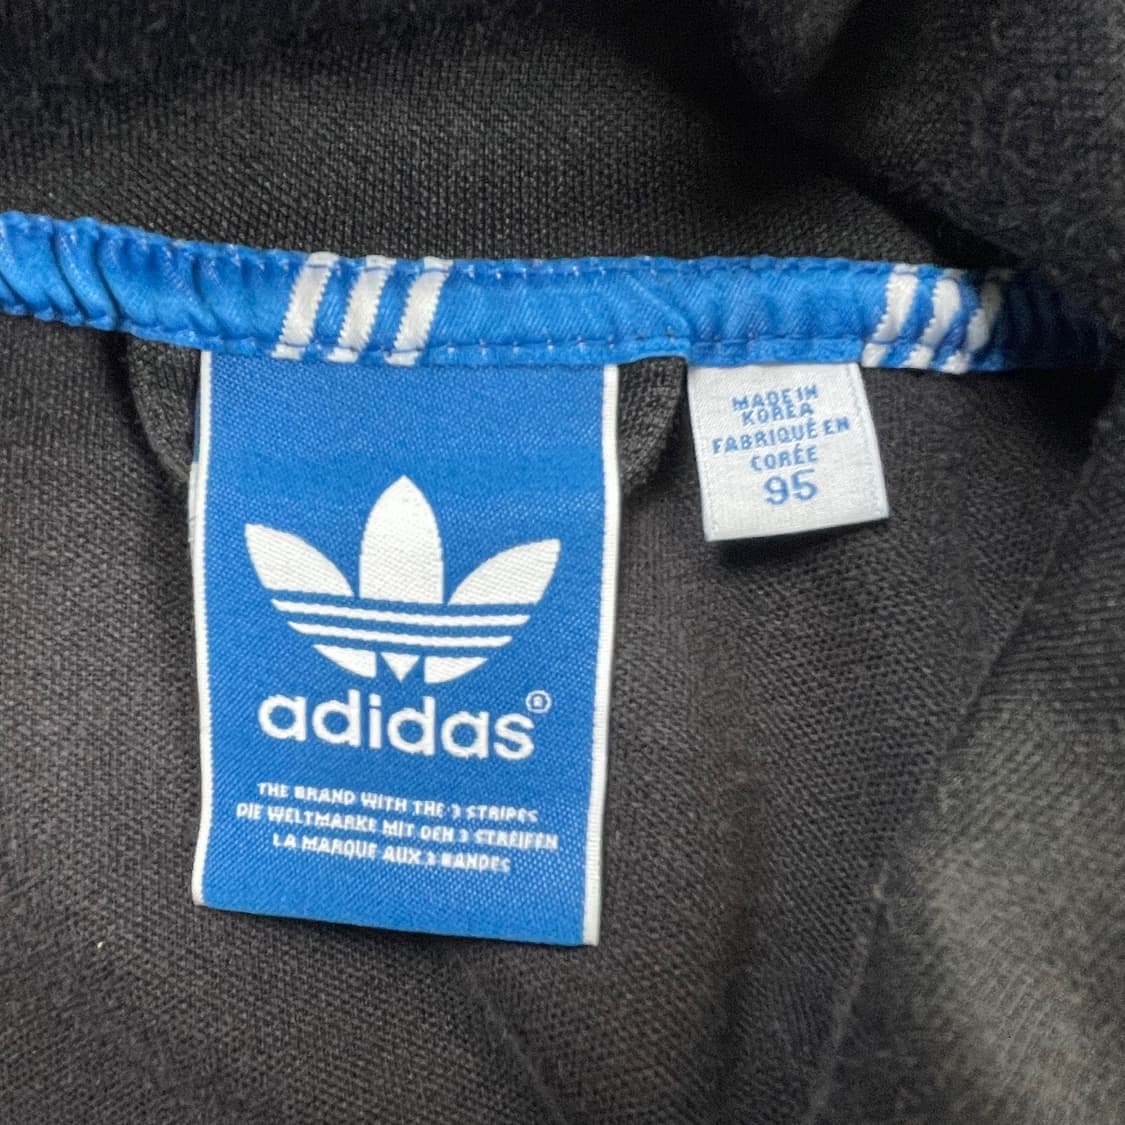 adidas®
THE BRAND WITH THE 3 STRIPES
DIE WELTMARKE MIT DEN 3 STREIFEN
LA MARQUE AUX 3 BANDES
MADE IN
KOREA
FABRIQUÉ EN
CORÉE
95